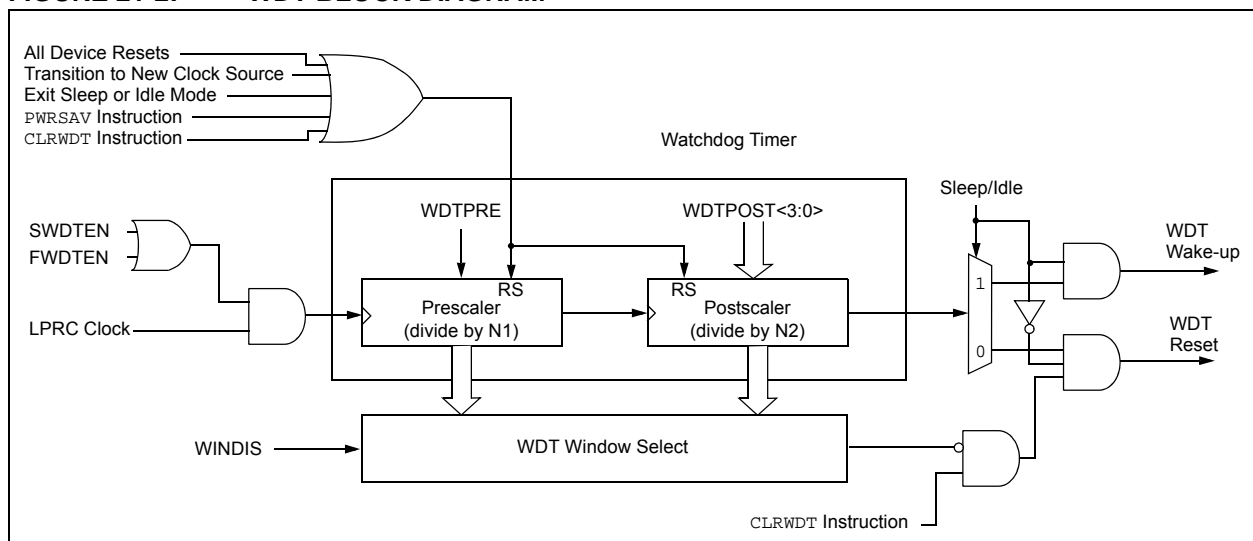 All Device Resets
Transition to New Clock Source
Exit Sleep or Idle Mode
PWRSAV Instruction
CLRWDT Instruction
Watchdog Timer
Sleep/Idle
WDTPRE
WDTPOST<3:0>
SWDTEN
FWDTEN
WDT
Wake-up
RS
RS
Prescaler
(divide by N1)
Postscaler
(divide by N2)
1
0
LPRC Clock
WDT
Reset
WINDIS
WDT Window Select
CLRWDT Instruction